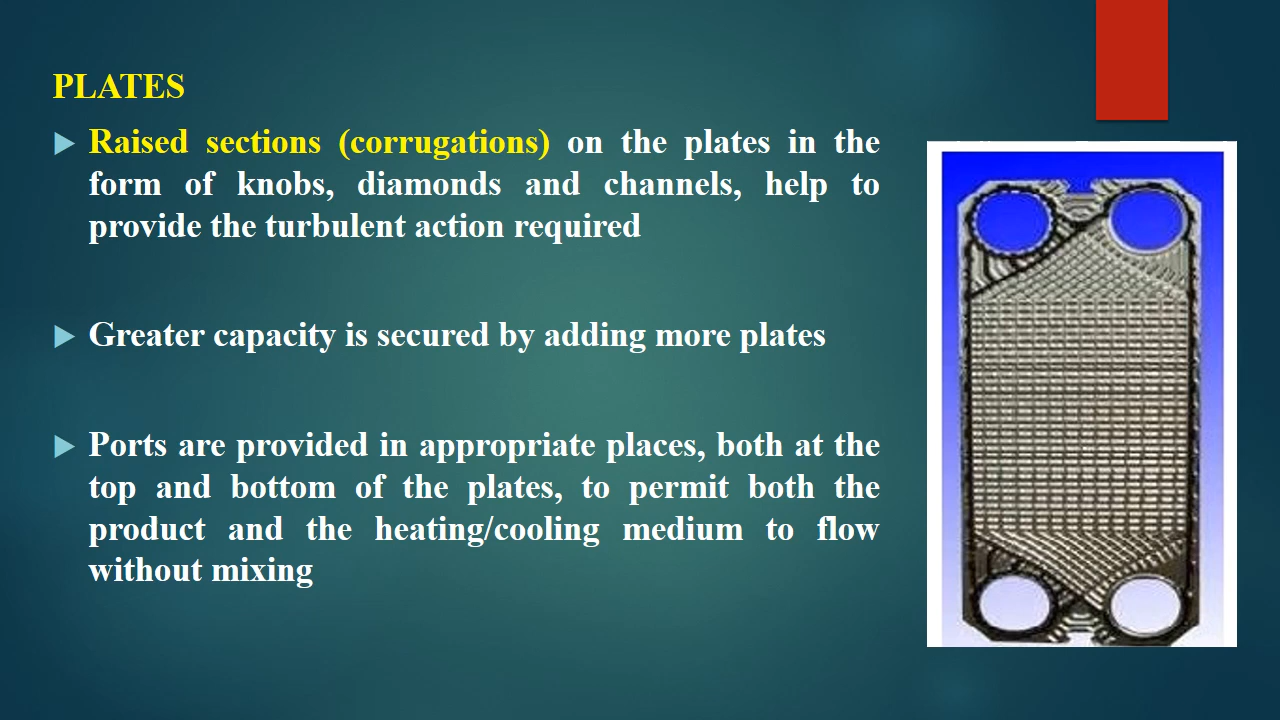 PLATES
Raised sections (corrugations) on the plates in the
form of knobs, diamonds and channels, help to
provide the turbulent action required
Greater capacity is secured by adding more plates
Ports are provided in appropriate places, both at the
top and bottom of the plates, to permit both the
product and the heating/cooling medium to flow
without mixing